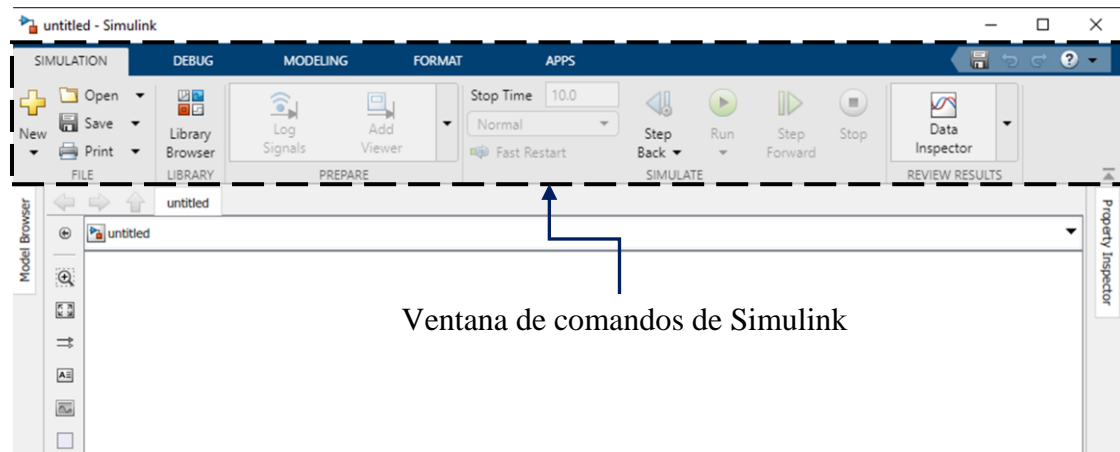 untitled - Simulink
SIMULATION DEBUG MODELING FORMAT APPS
New
Open
Save
Print
FILE
Library
Browser
LIBRARY
Log
Signals
Add
Viewer
PREPARE
Stop Time 10.0
Normal
Fast Restart
Step
Back
Run
Step
Forward
Stop
SIMULATE
Data
Inspector
REVIEW RESULTS
Model Browser
untitled
untitled
Property Inspector
Ventana de comandos de Simulink